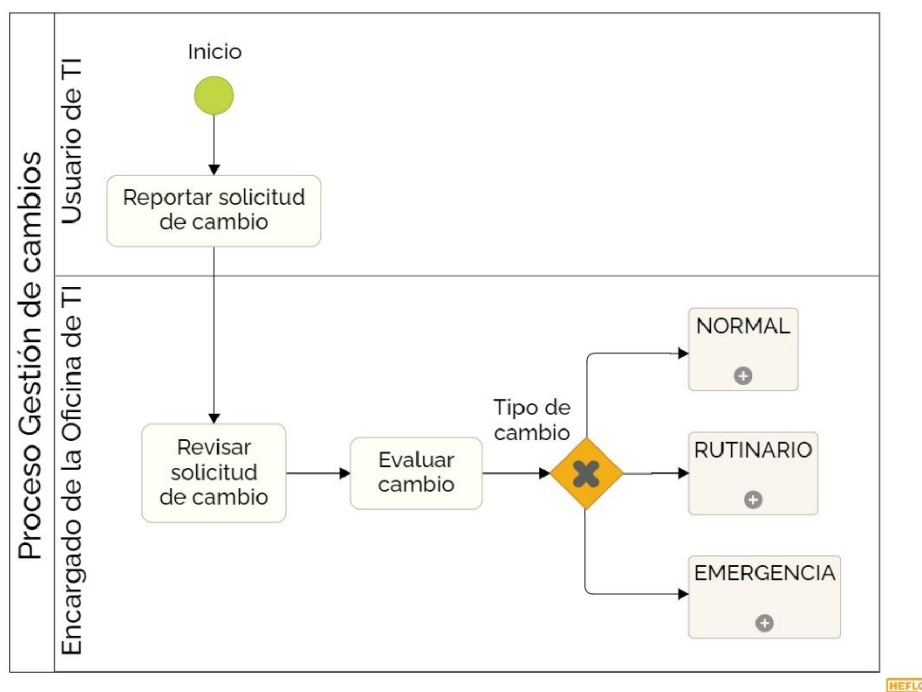 Proceso Gestión de cambios
Usuario de TI
Inicio
Reportar solicitud
de cambio
Encargado de la Oficina de TI
Revisar
solicitud
de cambio
Evaluar
cambio
Tipo de
cambio
NORMAL
RUTINARIO
EMERGENCIA